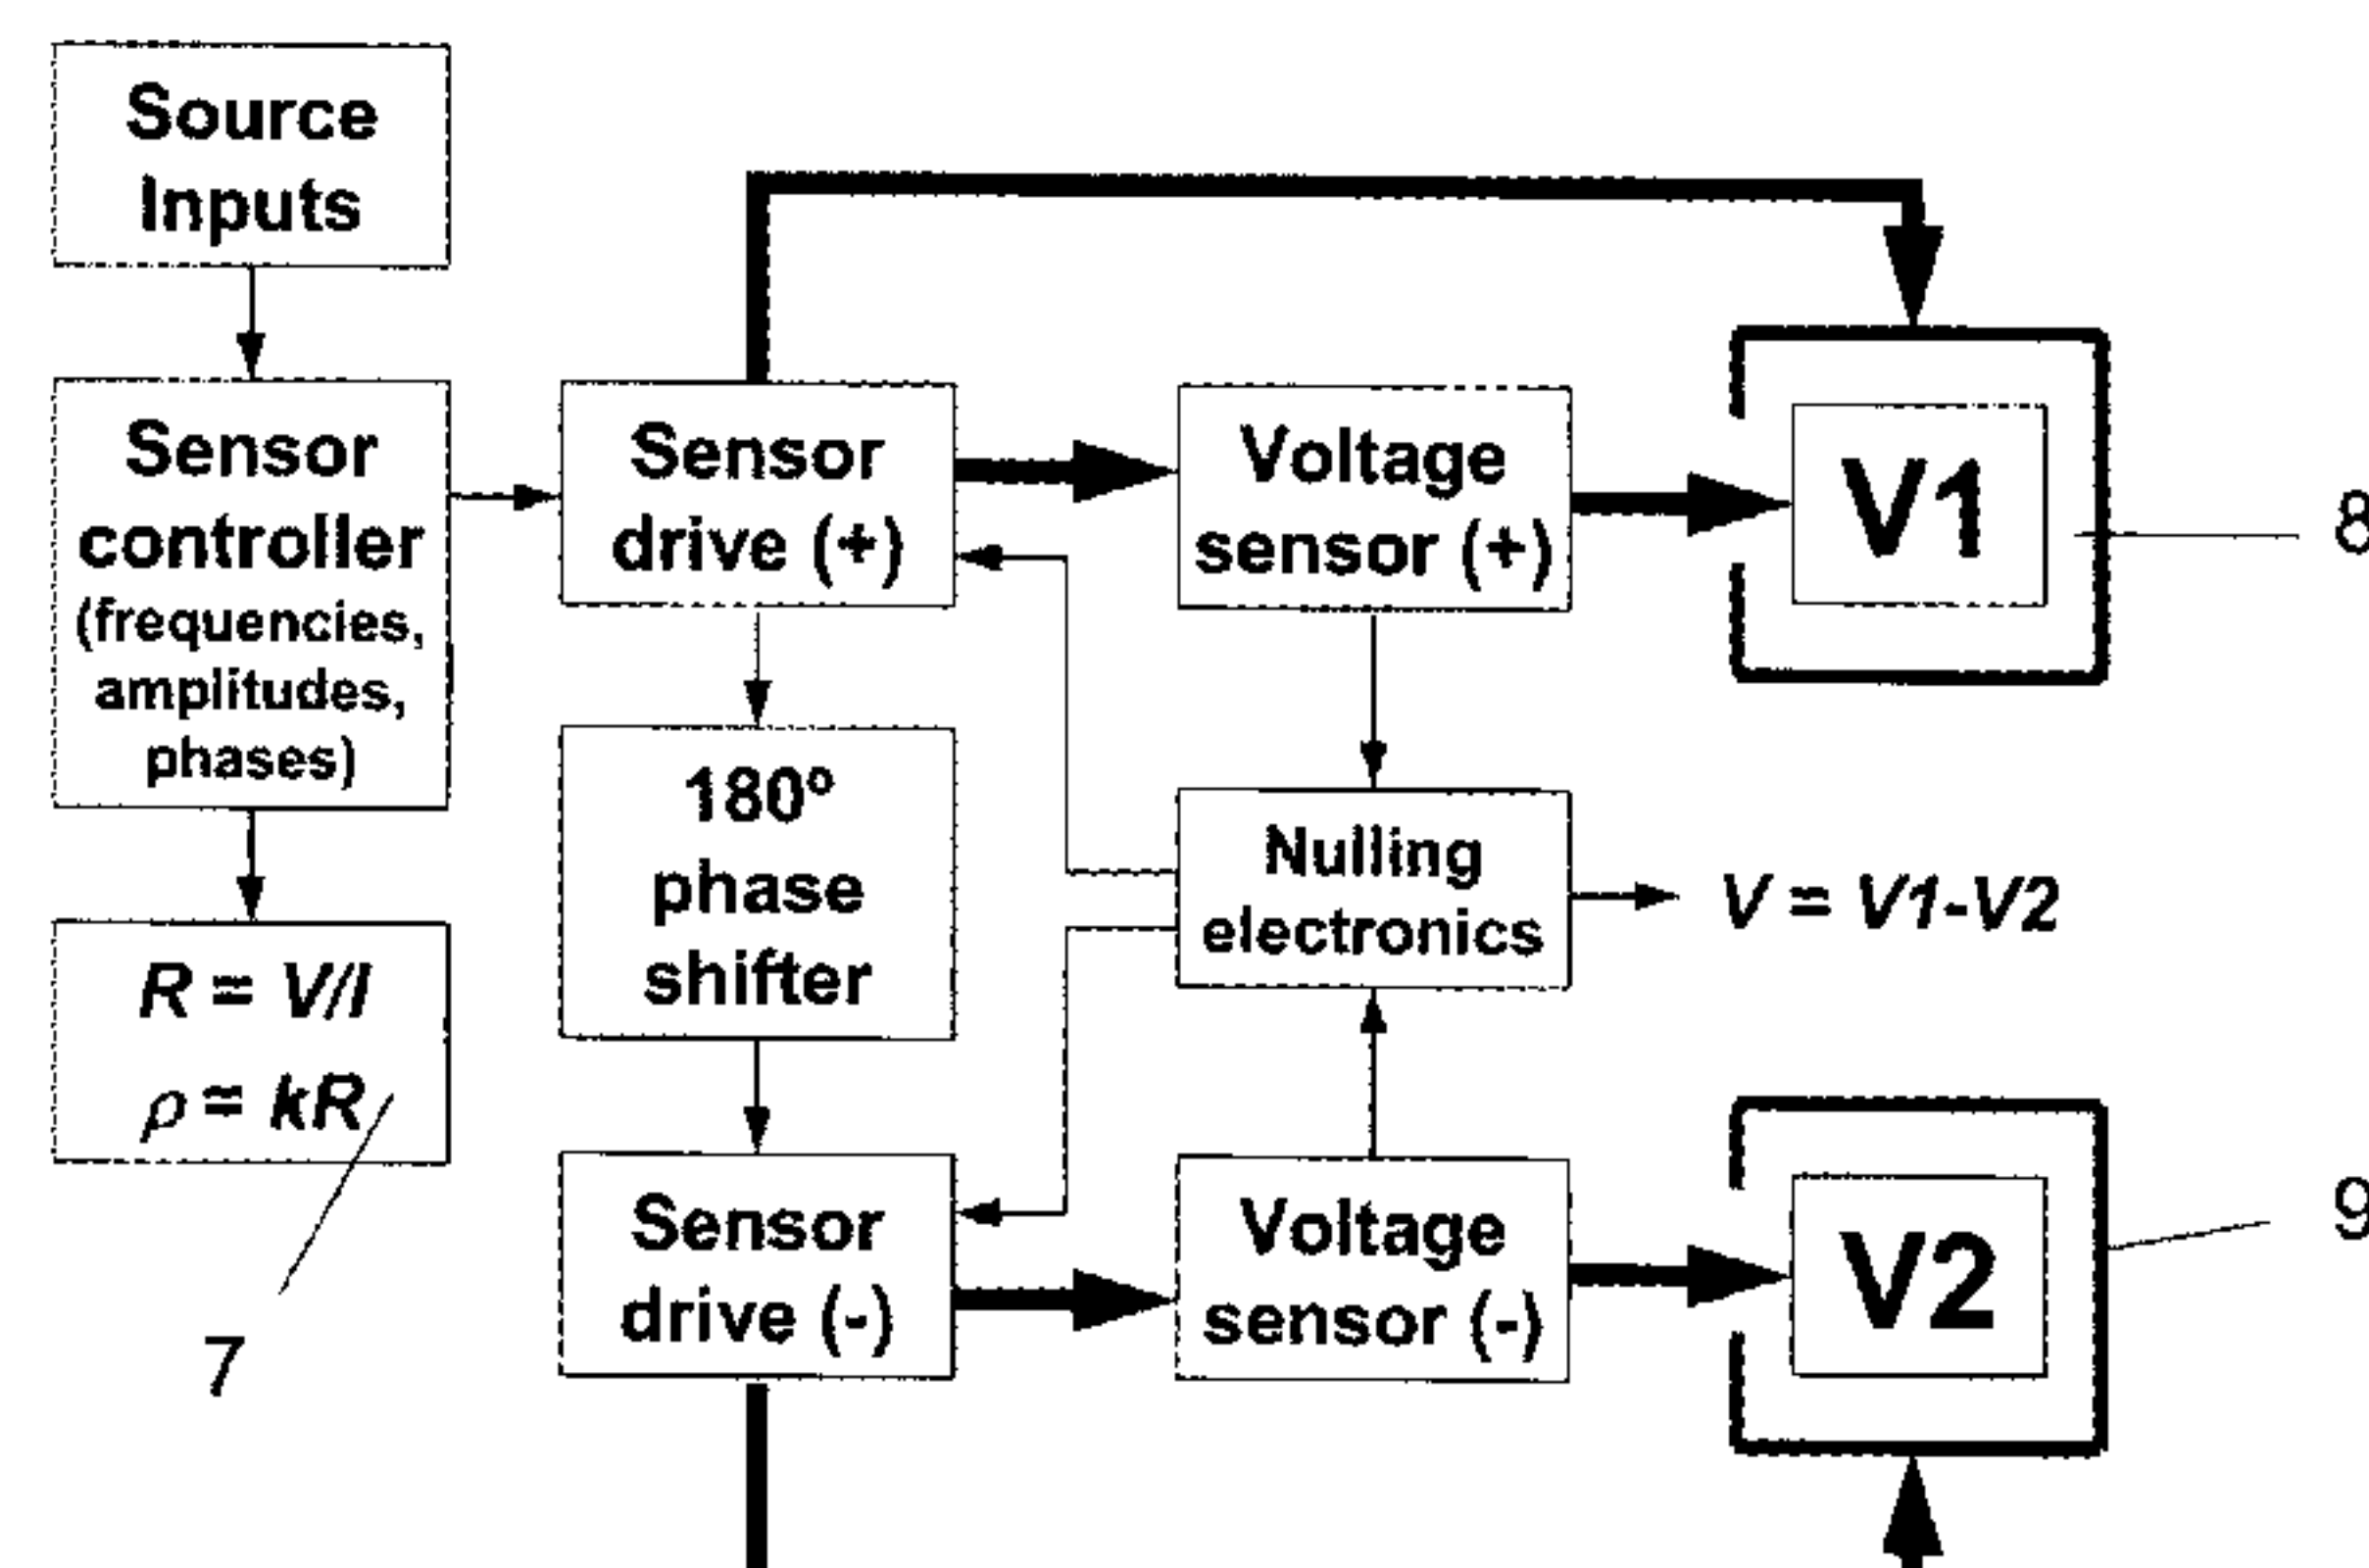 Source
Inputs
Sensor
controller
(frequencies,
amplitudes,
phases)
R = V/I
ρ = kR
7
Sensor
drive (+)
180º
phase
shifter
Sensor
drive (-)
Voltage
sensor (+)
Nulling
electronics
Voltage
sensor (-)
V1
8
V = V1-V2
V2
9